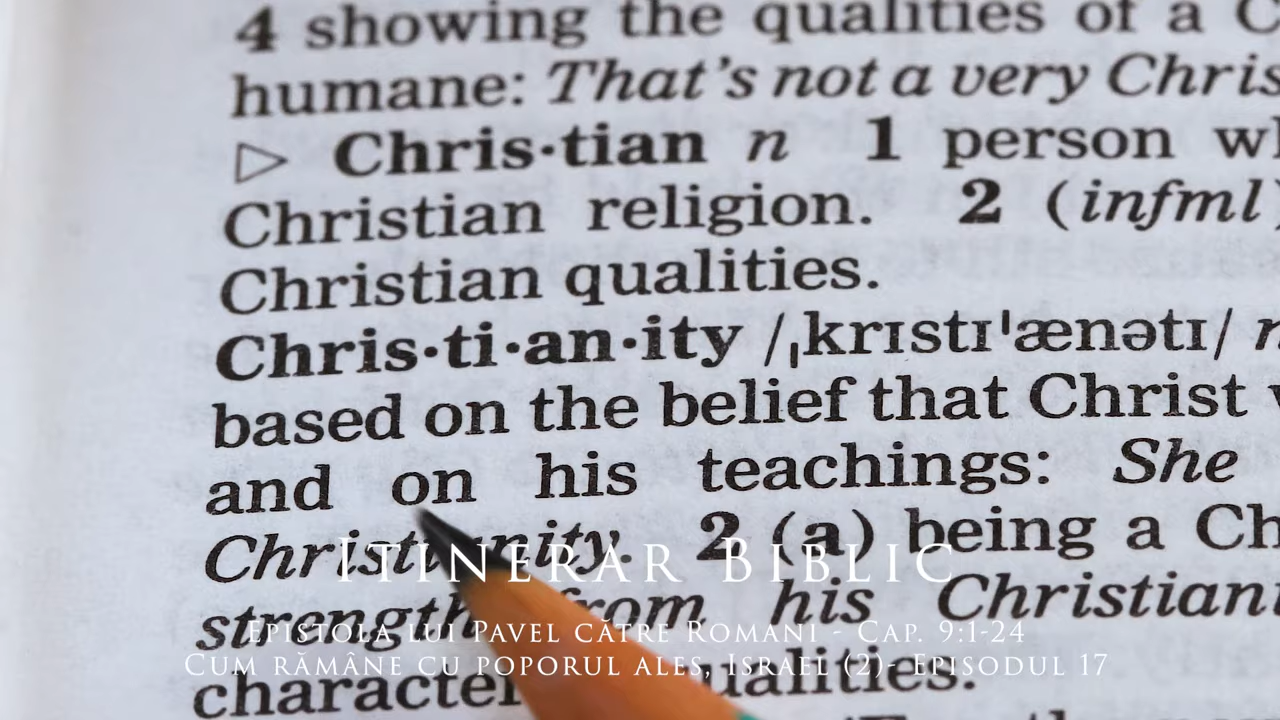 4 showing the qualities of a C
humane: That's not a very Chris
▷ Chris·tian n 1 person wh
Christian religion. 2 (infml)
Christian qualities.
Chris·ti·an·ity /ˌkrɪstɪˈænətɪ/ n
based on the belief that Christ
and on his teachings: She
Christianity. 2 (a) being a Ch
strength from his Christian
character qualities.
Itinerar Biblic
Epistola lui Pavel către Romani - Cap. 9:1-24
Cum rămâne cu poporul ales, Israel (2)- Episodul 17